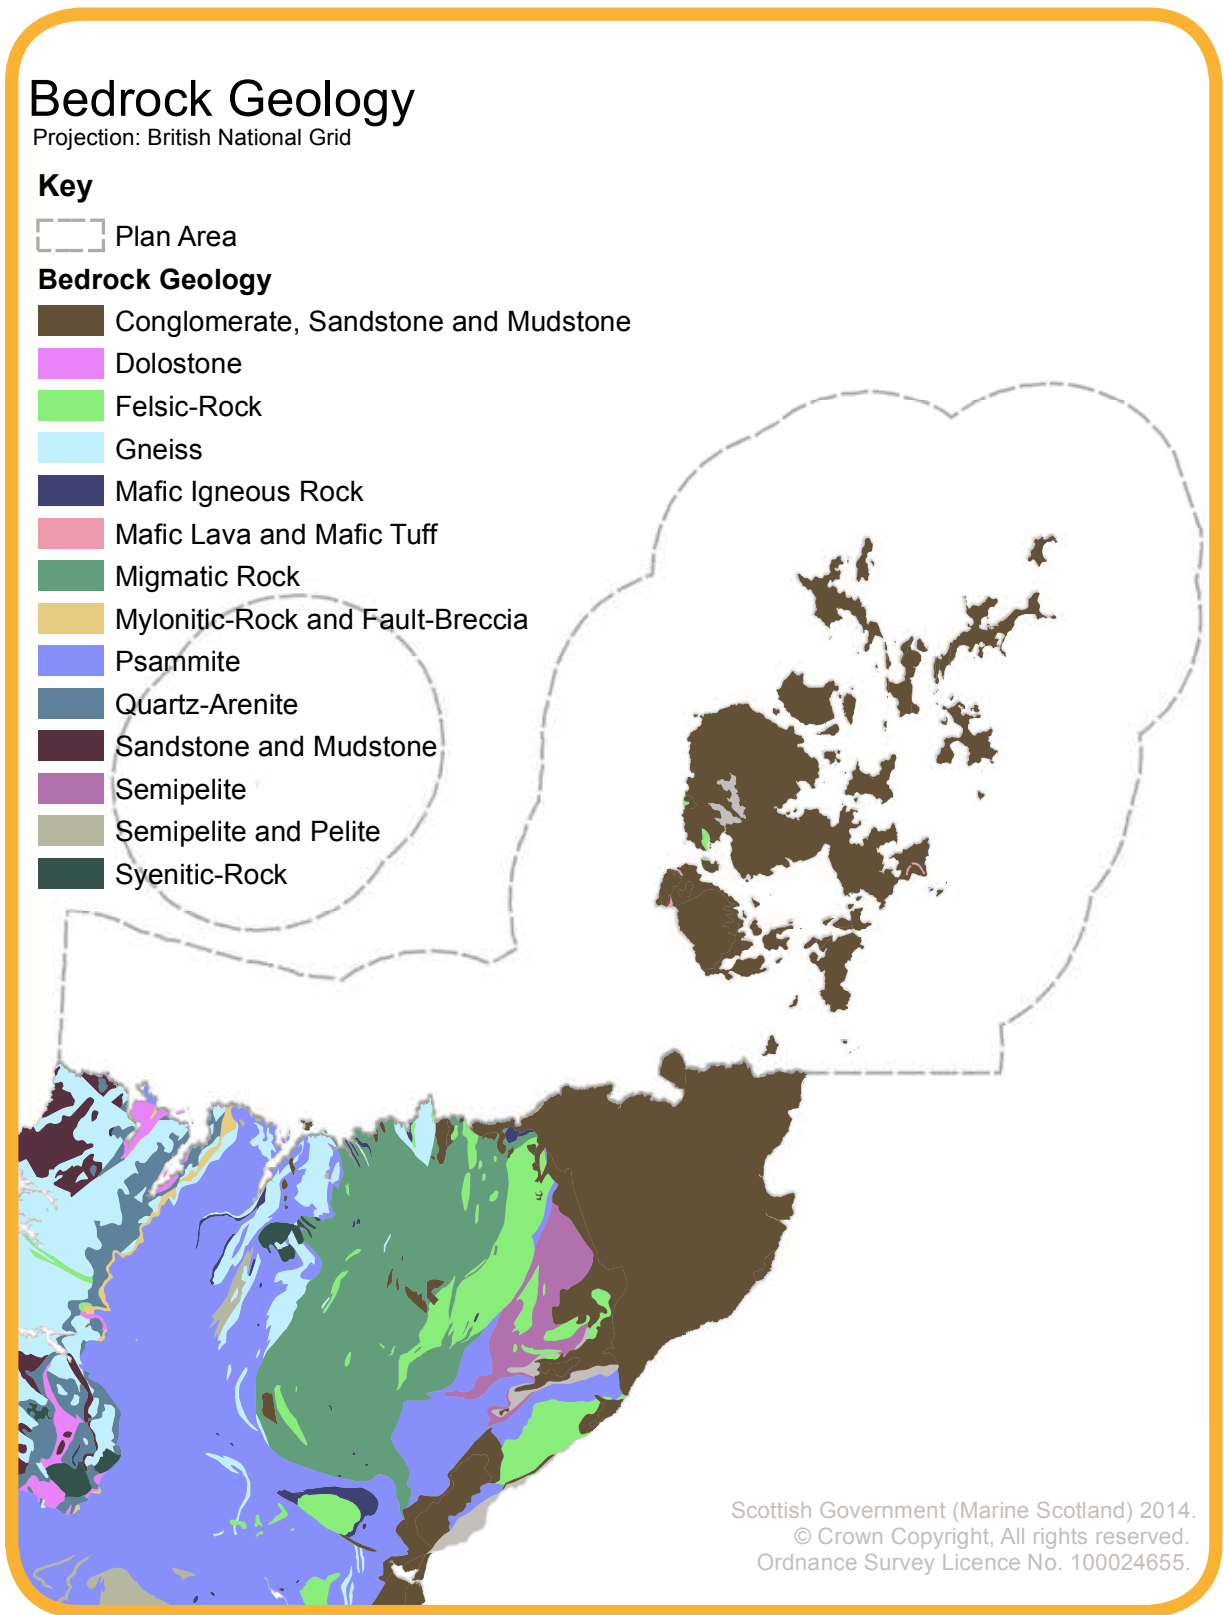 Bedrock Geology
Projection: British National Grid
Key
Plan Area
Bedrock Geology
Conglomerate, Sandstone and Mudstone
Dolostone
Felsic-Rock
Gneiss
Mafic Igneous Rock
Mafic Lava and Mafic Tuff
Migmatic Rock
Mylonitic-Rock and Fault-Breccia
Psammite
Quartz-Arenite
Sandstone and Mudstone
Semipelite
Semipelite and Pelite
Syenitic-Rock
Scottish Government (Marine Scotland) 2014.
© Crown Copyright, All rights reserved.
Ordnance Survey Licence No. 100024655.